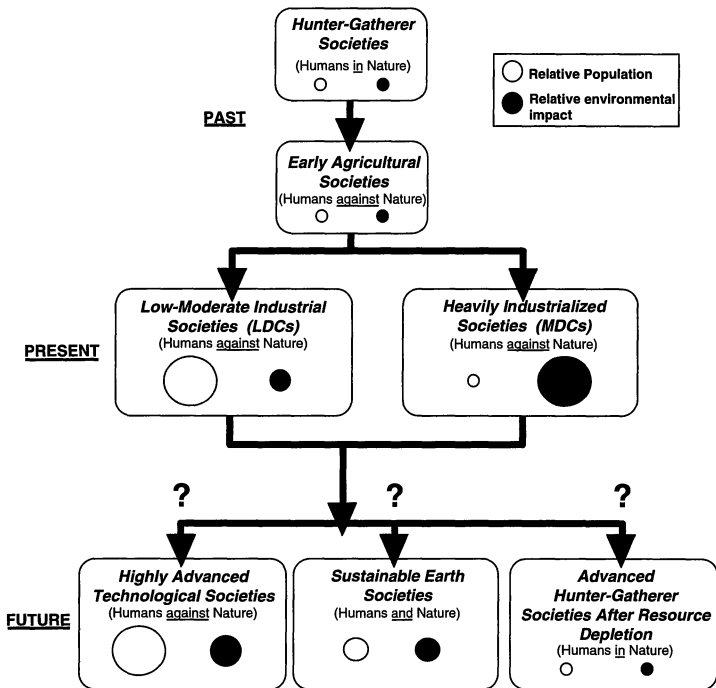 Hunter-Gatherer
Societies
(Humans in Nature)
Relative Population
Relative environmental
impact
PAST
Early Agricultural
Societies
(Humans against Nature)
Low-Moderate Industrial
Societies (LDCs)
(Humans against Nature)
Heavily Industrialized
Societies (MDCs)
(Humans against Nature)
PRESENT
? ? ?
Highly Advanced
Technological Societies
(Humans against Nature)
Sustainable Earth
Societies
(Humans and Nature)
Advanced
Hunter-Gatherer
Societies After Resource
Depletion
(Humans in Nature)
FUTURE